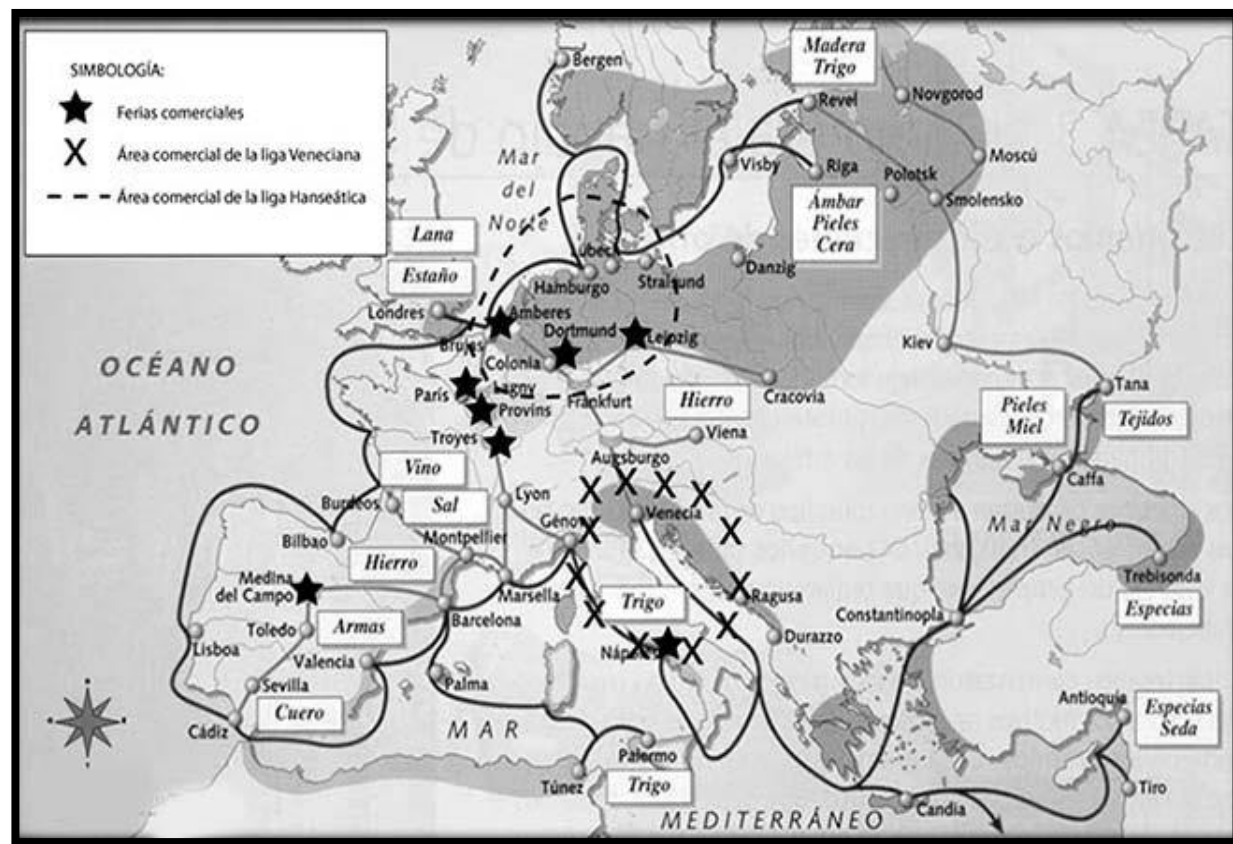 SIMBOLOGÍA:
Ferias comerciales
Área comercial de la liga Veneciana
Área comercial de la liga Hanseática
Bergen
Madera
Trigo
Revel
Novgorod
Mar
del
Norte
Visby
Riga
Polotsk
Moscú
Smolensko
Ámbar
Pieles
Cera
Lana
Estaño
Lübeck
Hamburgo
Stralsund
Danzig
Londres
Amberes
Brujas
Dortmund
Leipzig
Colonia
Kiev
OCÉANO
ATLÁNTICO
París
Lagny
Provins
Frankfurt
Hierro
Cracovia
Tana
Troyes
Viena
Pieles
Miel
Tejidos
Augsburgo
Vino
Caffa
Burdeos
Sal
Lyon
Venecia
Génova
Mar Negro
Bilbao
Montpellier
Hierro
Trebisonda
Medina
del Campo
Marsella
Trigo
Ragusa
Constantinopla
Especias
Armas
Barcelona
Toledo
Durazzo
Lisboa
Valencia
Nápoles
Sevilla
Palma
Antioquía
Cuero
Especias
Seda
Cádiz
MAR
Palermo
Túnez
Trigo
Tiro
Candia
MEDITERRÁNEO